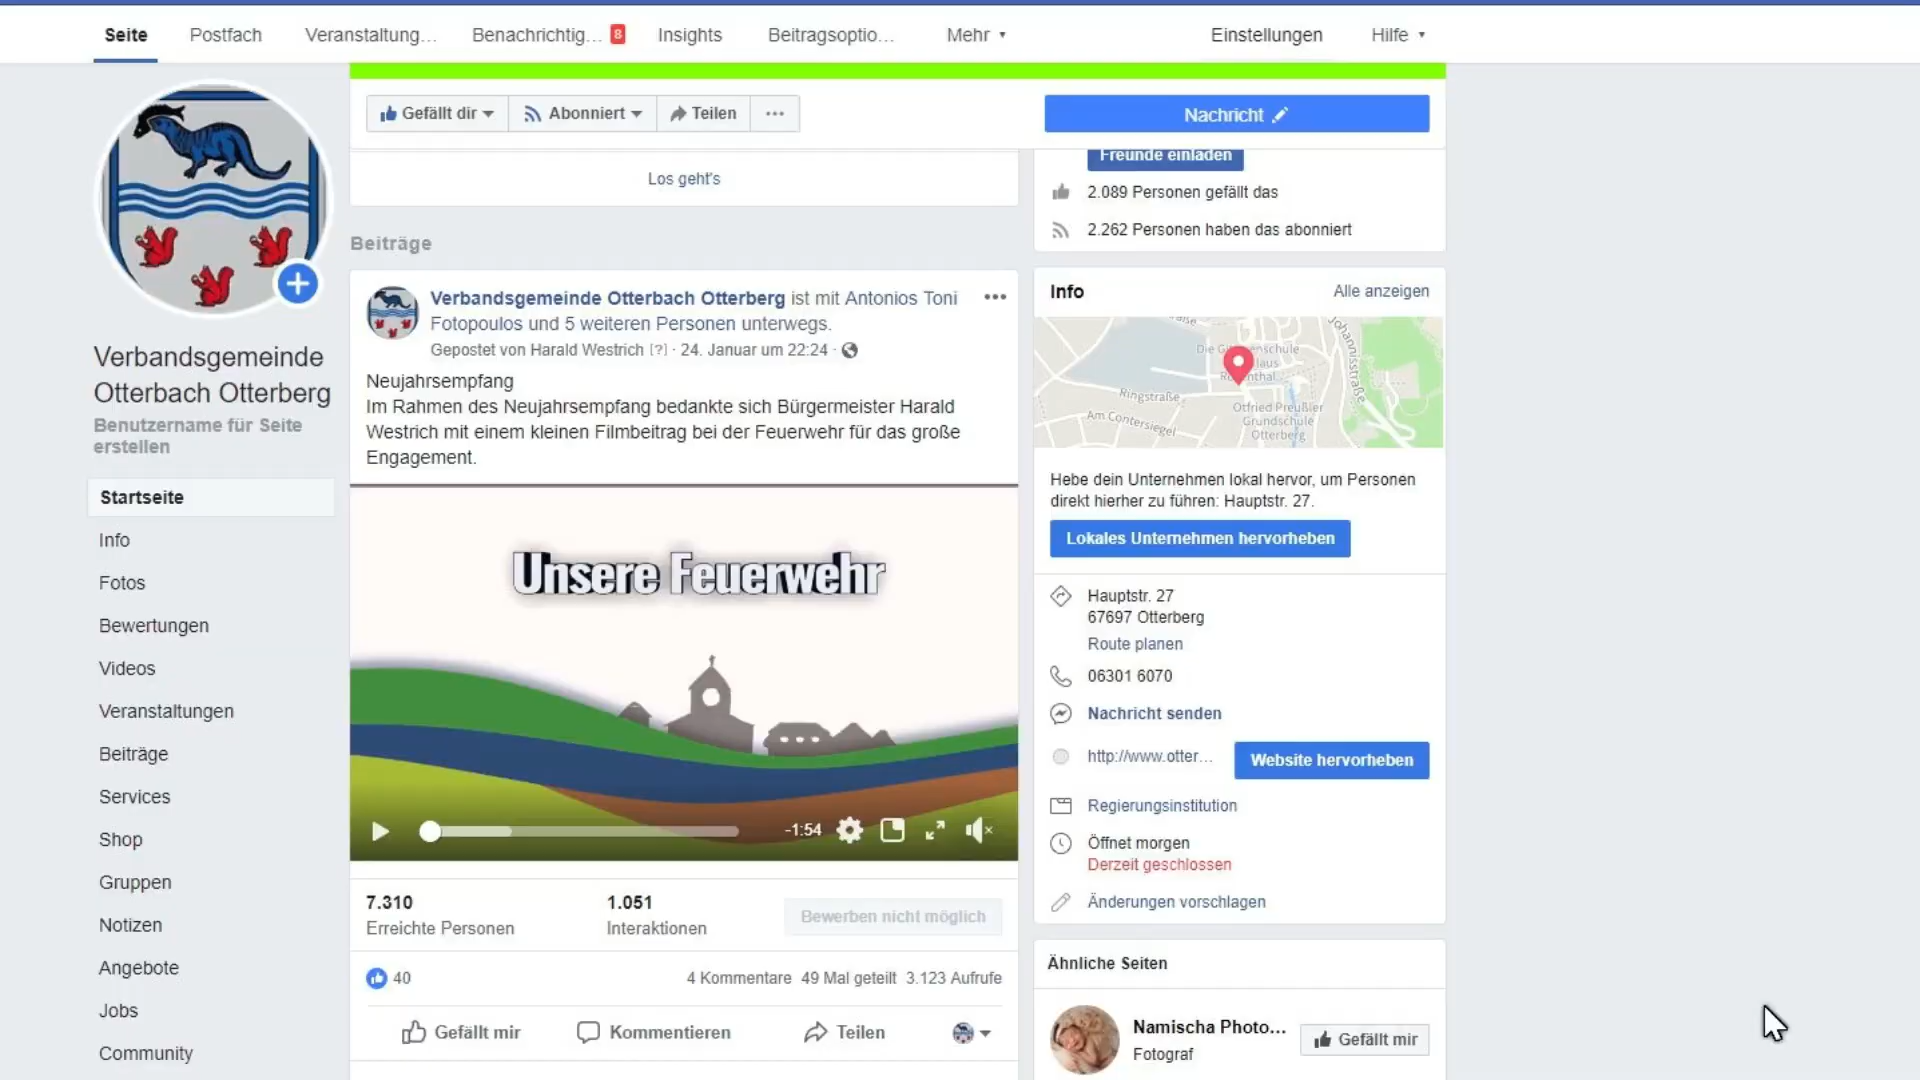 Seite
Postfach
Veranstaltung...
Benachrichtig...
8
Insights
Beitragsoptio...
Mehr
Einstellungen
Hilfe
Gefällt dir
Abonniert
Teilen
Nachricht
Los geht's
Freunde einladen
2.089 Personen gefällt das
2.262 Personen haben das abonniert
Verbandsgemeinde
Otterbach Otterberg
Benutzername für Seite
erstellen
Startseite
Info
Fotos
Bewertungen
Videos
Veranstaltungen
Beiträge
Services
Shop
Gruppen
Notizen
Angebote
Jobs
Community
Beiträge
Verbandsgemeinde Otterbach Otterberg ist mit Antonios Toni
Fotopoulos und 5 weiteren Personen unterwegs.
Gepostet von Harald Westrich [?] · 24. Januar um 22:24 ·
Neujahrsempfang
Im Rahmen des Neujahrsempfang bedankte sich Bürgermeister Harald
Westrich mit einem kleinen Filmbeitrag bei der Feuerwehr für das große
Engagement.
Unsere Feuerwehr
-1:54
7.310
Erreichte Personen
1.051
Interaktionen
Bewerben nicht möglich
40
4 Kommentare 49 Mal geteilt 3.123 Aufrufe
Gefällt mir
Kommentieren
Teilen
Info
Alle anzeigen
Ringstraße
Am Contersiegel
Johannisstraße
Otfried Preußler
Grundschule
Otterberg
Hebe dein Unternehmen lokal hervor, um Personen
direkt hierher zu führen: Hauptstr. 27.
Lokales Unternehmen hervorheben
Hauptstr. 27
67697 Otterberg
Route planen
06301 6070
Nachricht senden
http://www.otter...
Website hervorheben
Regierungsinstitution
Öffnet morgen
Derzeit geschlossen
Änderungen vorschlagen
Ähnliche Seiten
Namischa Photo...
Fotograf
Gefällt mir